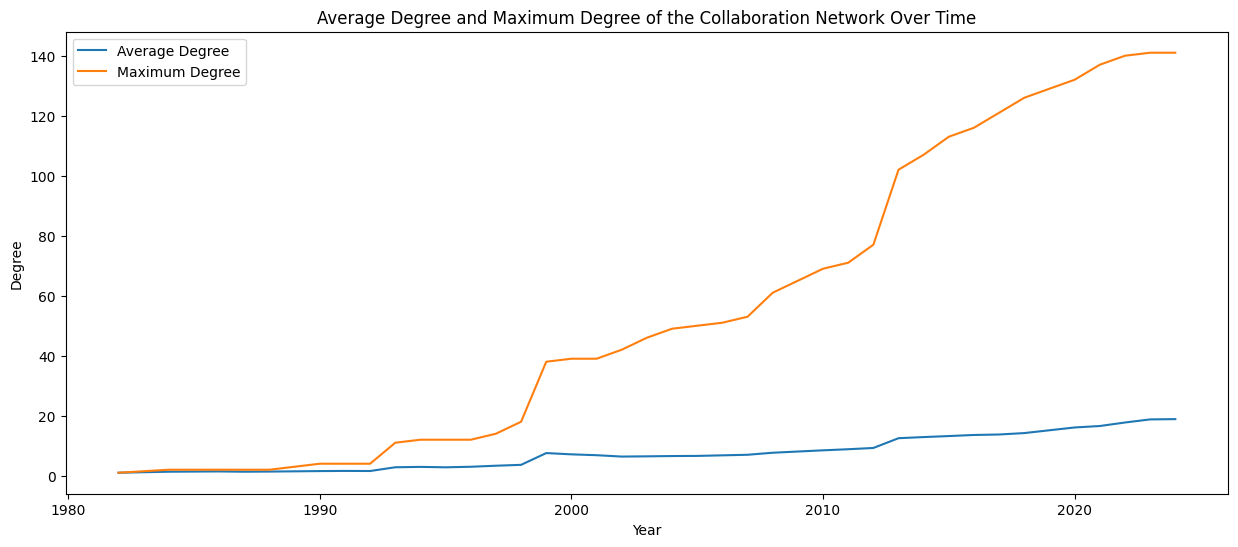 Average Degree and Maximum Degree of the Collaboration Network Over Time
Average Degree
Maximum Degree
Degree
140
120
100
80
60
40
20
0
1980
1990
2000
2010
2020
Year